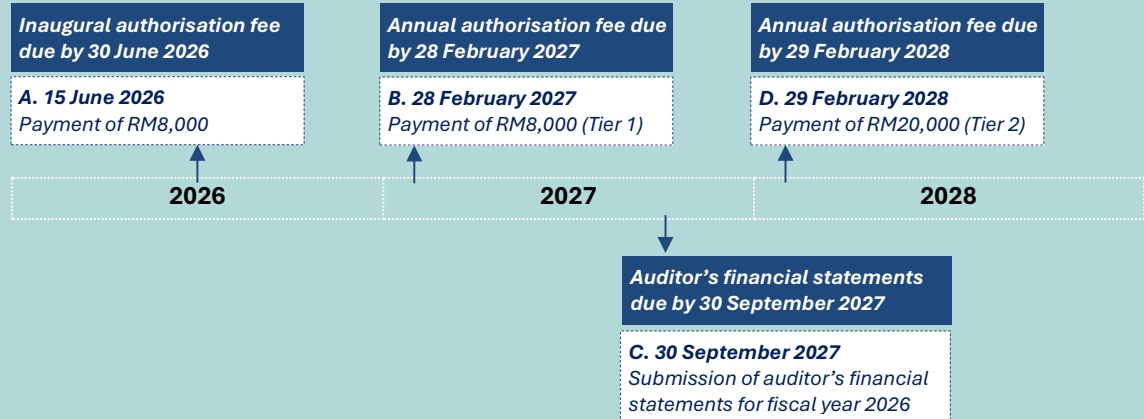 Inaugural authorisation fee
due by 30 June 2026
A. 15 June 2026
Payment of RM8,000
Annual authorisation fee due
by 28 February 2027
B. 28 February 2027
Payment of RM8,000 (Tier 1)
Annual authorisation fee due
by 29 February 2028
D. 29 February 2028
Payment of RM20,000 (Tier 2)
2026
2027
2028
Auditor's financial statements
due by 30 September 2027
C. 30 September 2027
Submission of auditor's financial
statements for fiscal year 2026